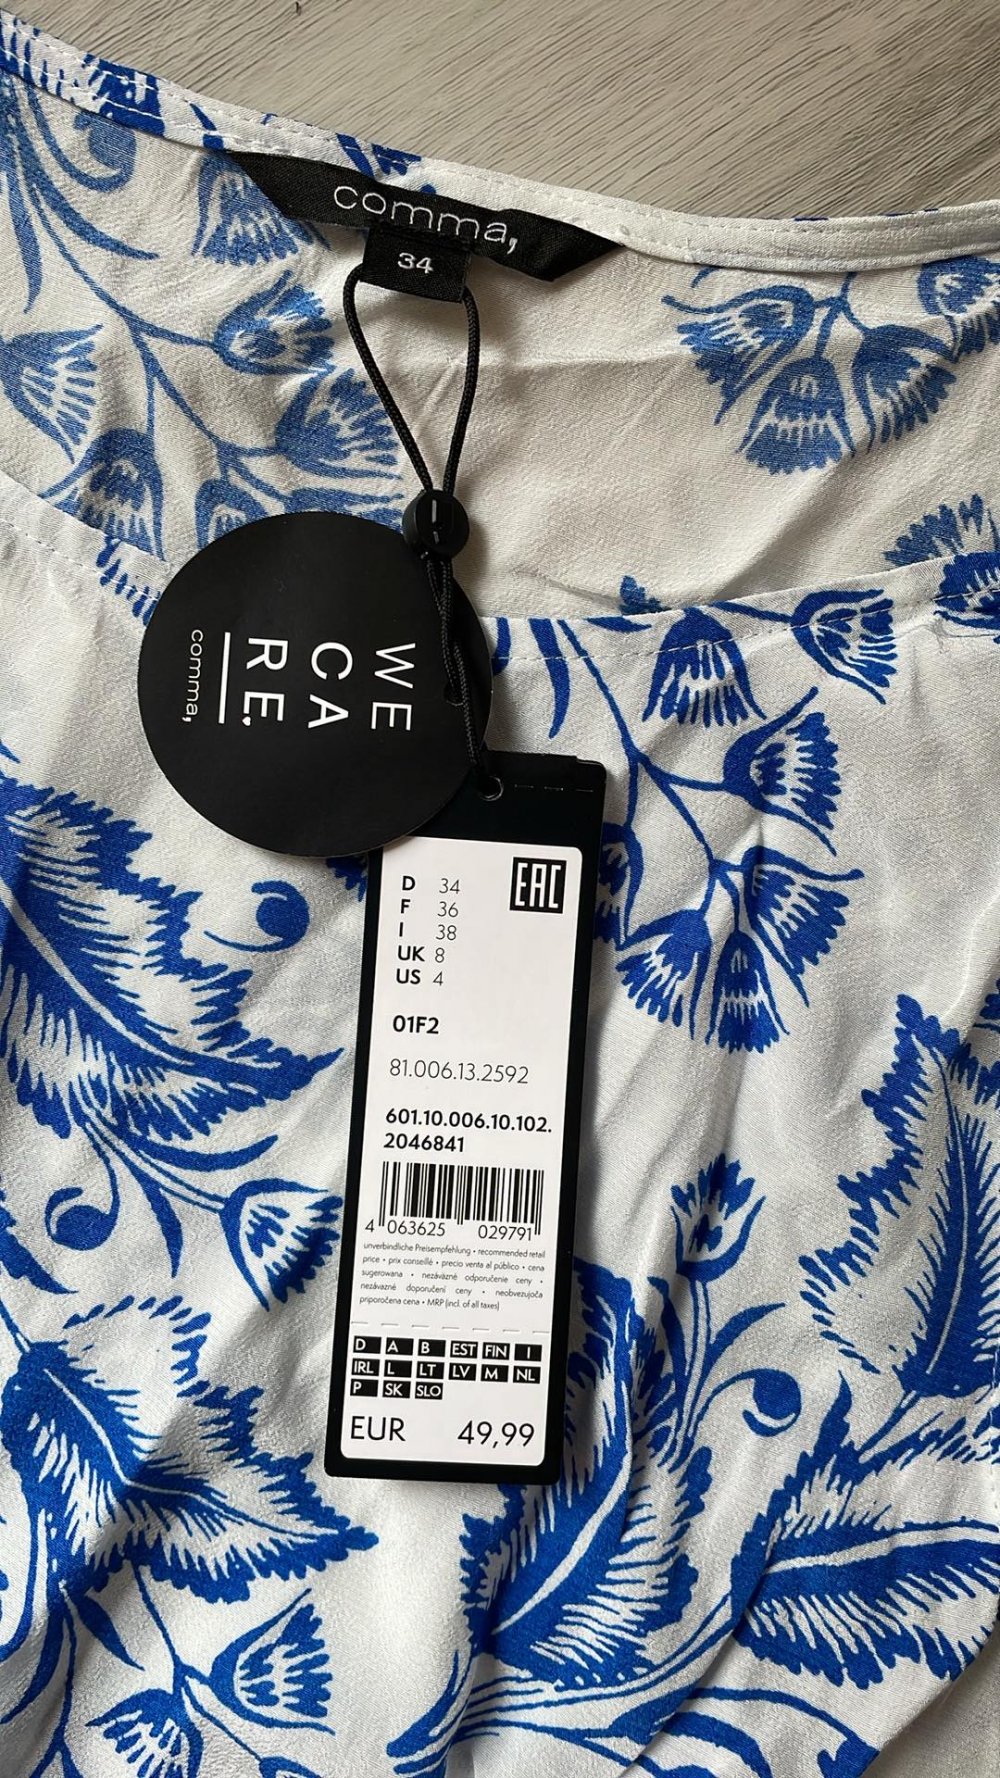 comma,
34
WE
CA
RE.
comma,
EAC
D 34
F 36
I 38
UK 8
US 4
01F2
81.006.13.2592
601.10.006.10.102.
2046841
4 063625 029791
unverbindliche Preisempfehlung • recommended retail
price • prix conseillé • precio venta al público • cena
sugerowana • nezáväzné odporučenie ceny •
nezávazné doporučení ceny • neobvezujoča
priporočena cena • MRP (incl. of all taxes)
D A B EST FIN I
IRL L LT LV M NL
P SK SLO
EUR 49,99